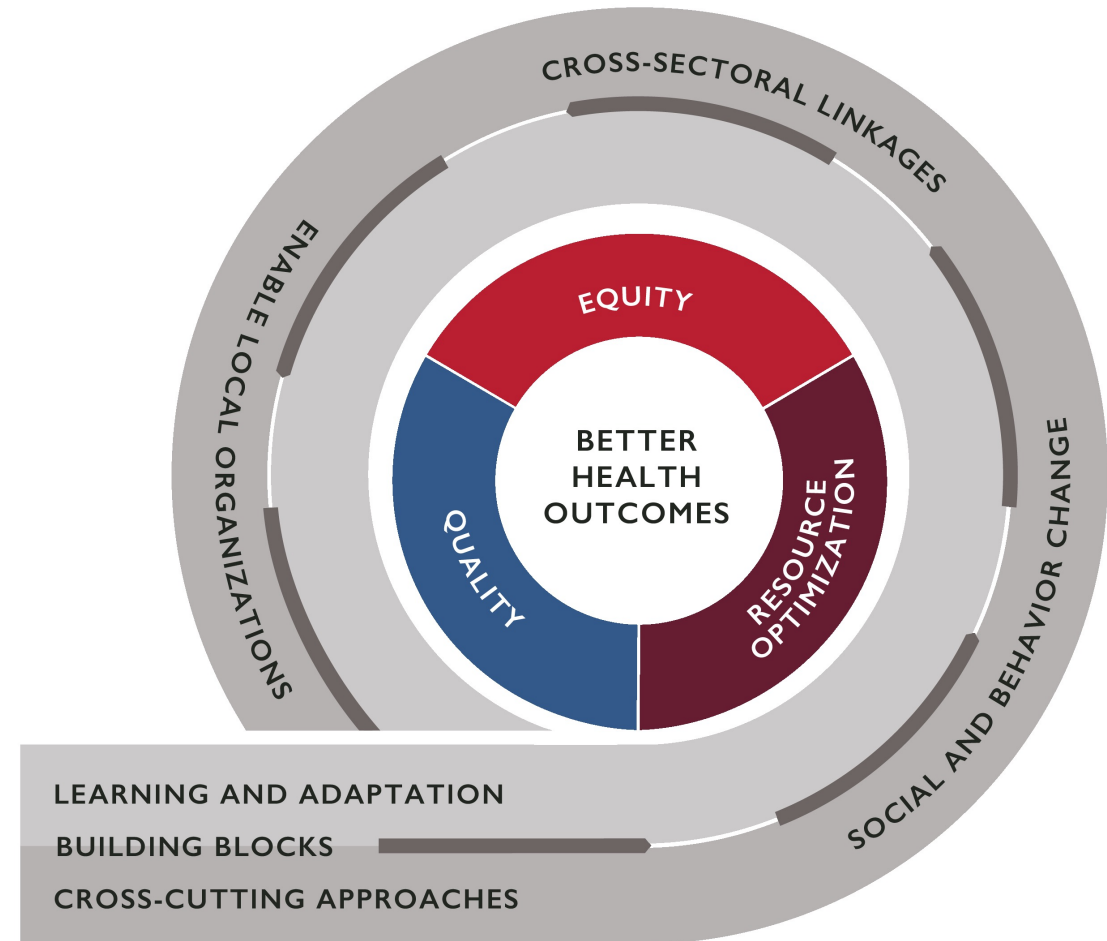 CROSS-SECTORAL LINKAGES
ENABLE LOCAL ORGANIZATIONS
EQUITY
BETTER
HEALTH
OUTCOMES
QUALITY
RESOURCE
OPTIMIZATION
SOCIAL AND BEHAVIOR CHANGE
LEARNING AND ADAPTATION
BUILDING BLOCKS
CROSS-CUTTING APPROACHES